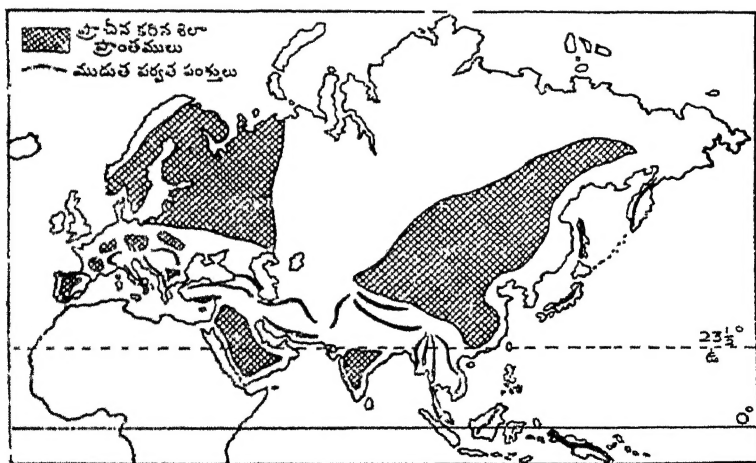 ప్రాచీన కఠిన శిలా
ప్రాంతములు
ముడుత పర్వత పంక్తులు
23½°
ఉ
0°